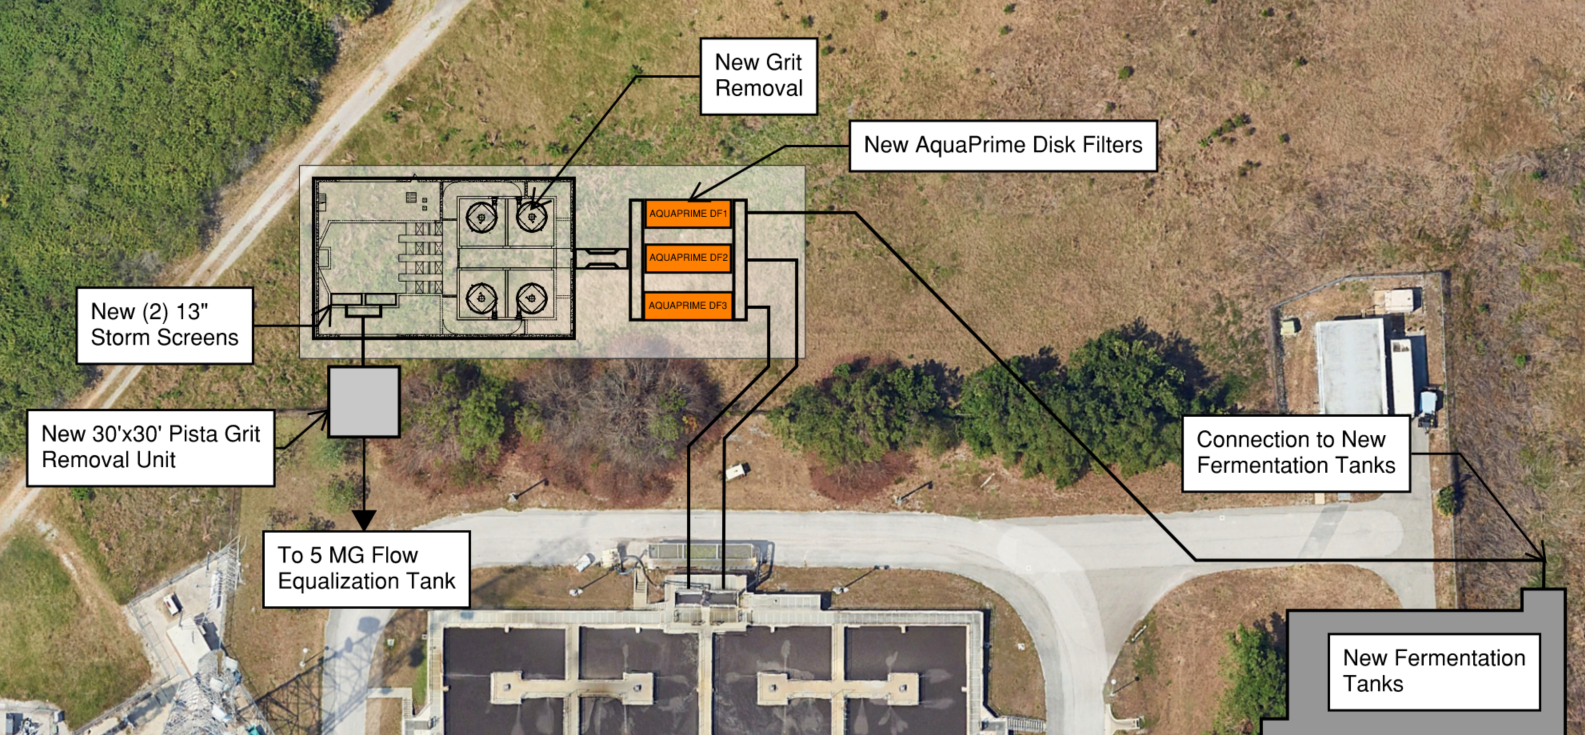 New Grit
Removal
New AquaPrime Disk Filters
AQUAPRIME DF1
AQUAPRIME DF2
AQUAPRIME DF3
New (2) 13"
Storm Screens
New 30'x30' Pista Grit
Removal Unit
Connection to New
Fermentation Tanks
To 5 MG Flow
Equalization Tank
New Fermentation
Tanks